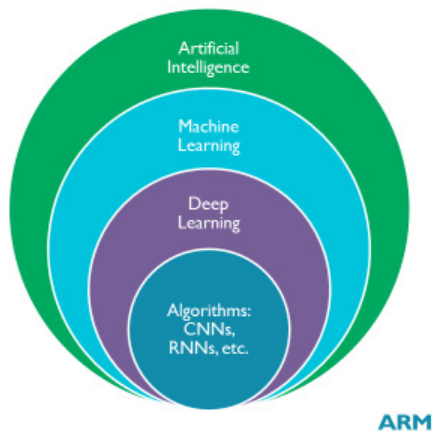 Artificial
Intelligence
Machine
Learning
Deep
Learning
Algorithms:
CNNs,
RNNs, etc.
ARM